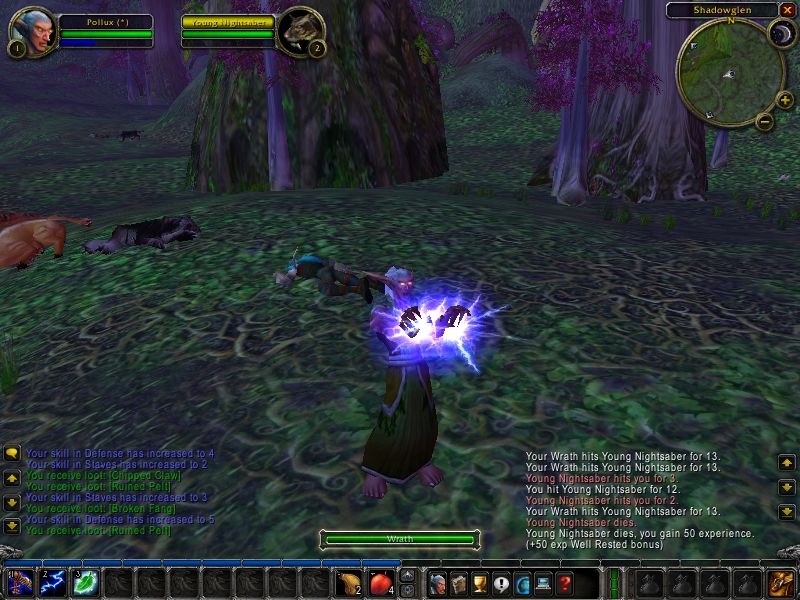 Pollux (*)
Young Nightsaber
Shadowglen
N
1
2
Your skill in Defense has increased to 4
Your skill in Staves has increased to 2
You receive loot: [Chipped Claw]
You receive loot: [Ruined Pelt]
Your skill in Staves has increased to 3
You receive loot: [Broken Fang]
Your skill in Defense has increased to 5
You receive loot: [Ruined Pelt]
Your Wrath hits Young Nightsaber for 13.
Your Wrath hits Young Nightsaber for 13.
Young Nightsaber hits you for 3.
You hit Young Nightsaber for 12.
Young Nightsaber hits you for 2.
Your Wrath hits Young Nightsaber for 13.
Young Nightsaber dies.
Young Nightsaber dies, you gain 50 experience.
(+50 exp Well Rested bonus)
Wrath
1 2 3 2 4